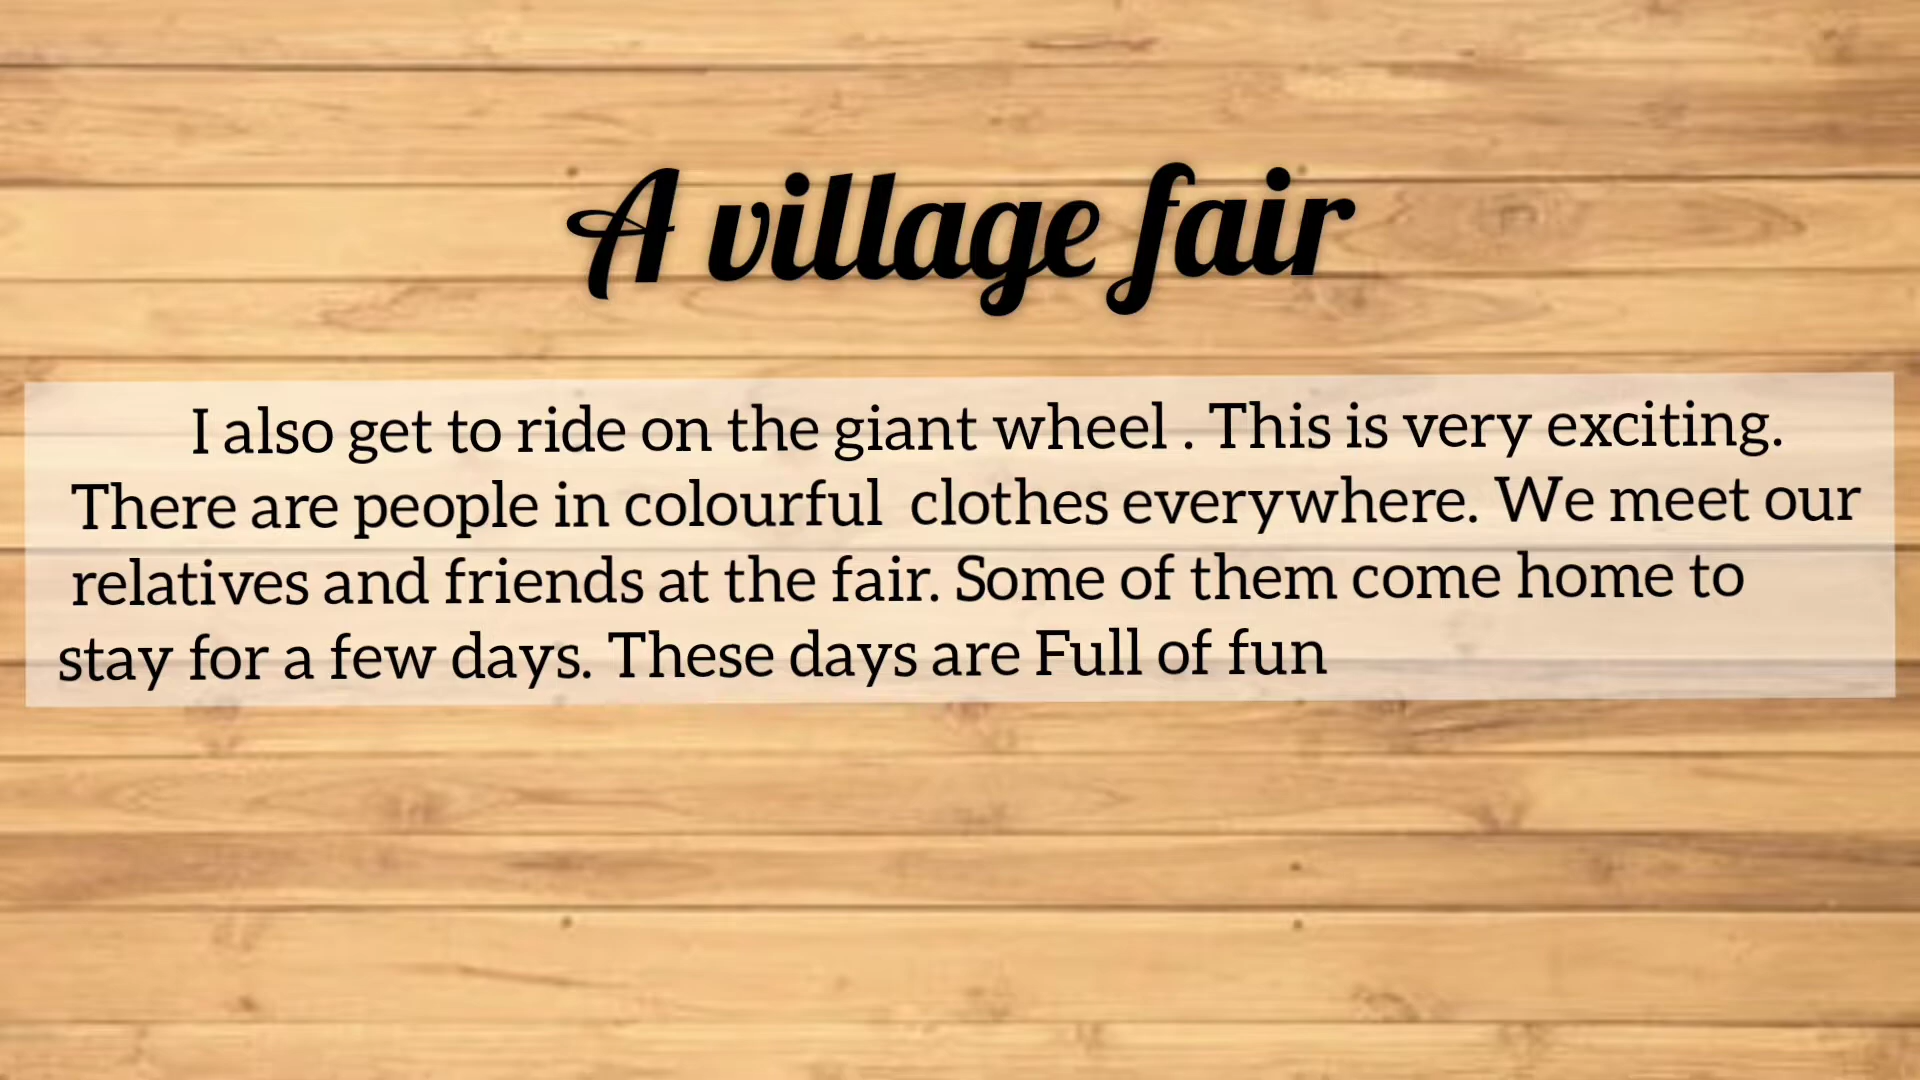 A village fair
I also get to ride on the giant wheel . This is very exciting.
There are people in colourful  clothes everywhere. We meet our
relatives and friends at the fair. Some of them come home to
stay for a few days. These days are Full of fun